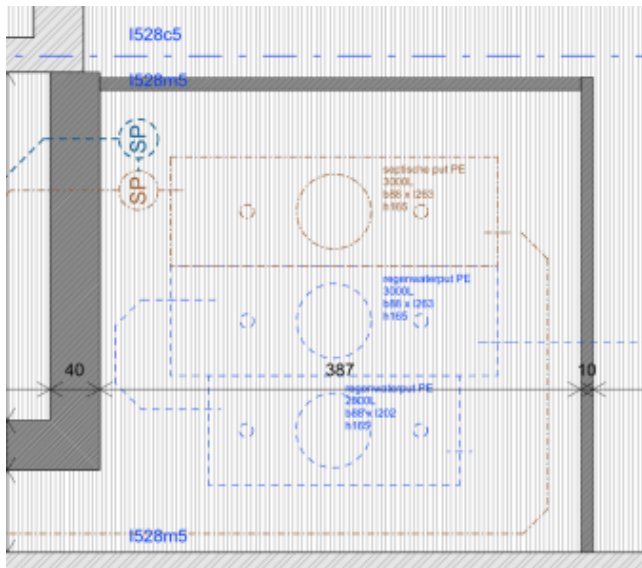 l528c5
l528m5
SP
SP
septische put PE
3000L
b88 x l263
h165
regenwaterput PE
3000L
b88 x l263
h165
40
387
10
regenwaterput PE
2600L
b88 x l202
h165
l528m5